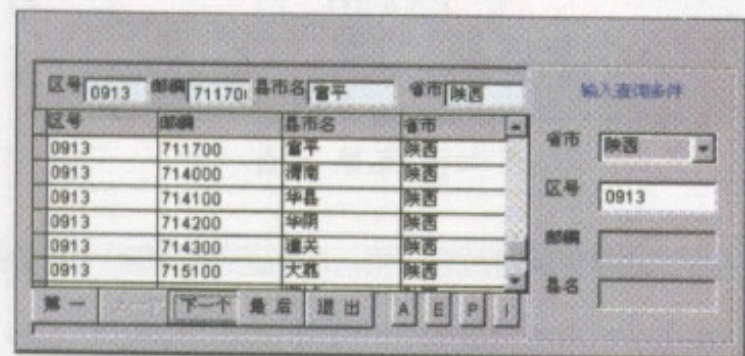 区号 0913 邮编 71170 县市名 富平 省市 陕西
区号 邮编 县市名 省市
0913 711700 富平 陕西
0913 714000 渭南 陕西
0913 714100 华县 陕西
0913 714200 华阴 陕西
0913 714300 潼关 陕西
0913 715100 大荔 陕西
第一 上一个 下一个 最后 退出 A E P I
输入查询条件
省市 陕西
区号 0913
邮编
县名